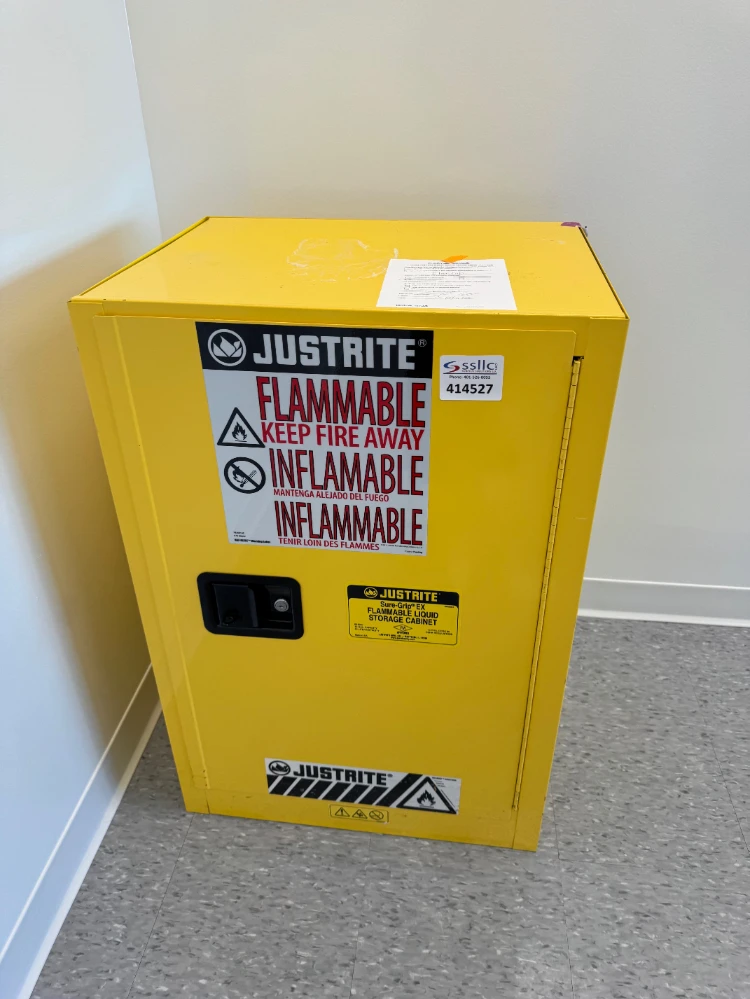 JUSTRITE®
FLAMMABLE
KEEP FIRE AWAY
INFLAMABLE
MANTENGA ALEJADO DEL FUEGO
INFLAMMABLE
TENIR LOIN DES FLAMMES
ssllc
414527
JUSTRITE
Sure-Grip® EX
FLAMMABLE LIQUID
STORAGE CABINET
JUSTRITE®